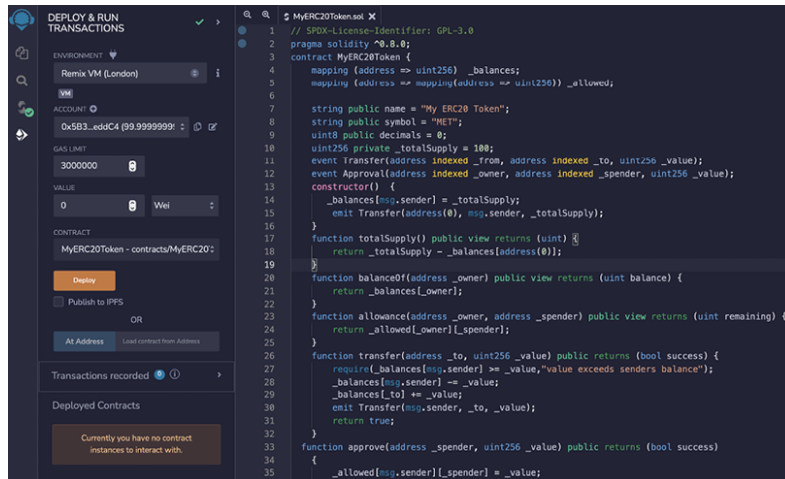 DEPLOY & RUN
TRANSACTIONS
ENVIRONMENT
Remix VM (London)
VM
ACCOUNT
0x5B3...eddC4 (99.9999999
GAS LIMIT
3000000
VALUE
0 Wei
CONTRACT
MyERC20Token - contracts/MyERC20
Deploy
Publish to IPFS
OR
At Address Load contract from Address
Transactions recorded 0
Deployed Contracts
Currently you have no contract
instances to interact with.
MyERC20Token.sol
1 // SPDX-License-Identifier: GPL-3.0
2 pragma solidity ^0.8.0;
3 contract MyERC20Token {
4 mapping (address => uint256) _balances;
5 mapping (address => mapping(address => uint256)) _allowed;
6
7 string public name = "My ERC20 Token";
8 string public symbol = "MET";
9 uint8 public decimals = 0;
10 uint256 private _totalSupply = 100;
11 event Transfer(address indexed _from, address indexed _to, uint256 _value);
12 event Approval(address indexed _owner, address indexed _spender, uint256 _value);
13 constructor() {
14 _balances[msg.sender] = _totalSupply;
15 emit Transfer(address(0), msg.sender, _totalSupply);
16 }
17 function totalSupply() public view returns (uint) {
18 return _totalSupply - _balances[address(0)];
19 }
20 function balanceOf(address _owner) public view returns (uint balance) {
21 return _balances[_owner];
22 }
23 function allowance(address _owner, address _spender) public view returns (uint remaining) {
24 return _allowed[_owner][_spender];
25 }
26 function transfer(address _to, uint256 _value) public returns (bool success) {
27 require(_balances[msg.sender] >= _value,"value exceeds senders balance");
28 _balances[msg.sender] -= _value;
29 _balances[_to] += _value;
30 emit Transfer(msg.sender, _to, _value);
31 return true;
32 }
33 function approve(address _spender, uint256 _value) public returns (bool success)
34 {
35 _allowed[msg.sender][_spender] = _value;